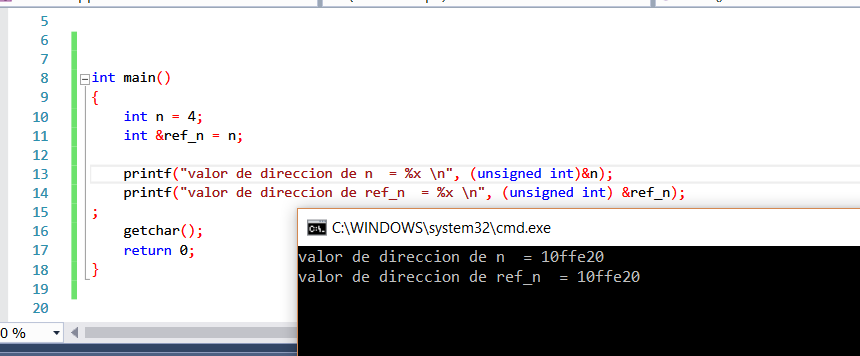 5
6
7
8 int main()
9 {
10 int n = 4;
11 int &ref_n = n;
12
13 printf("valor de direccion de n  = %x \n", (unsigned int)&n);
14 printf("valor de direccion de ref_n  = %x \n", (unsigned int) &ref_n);
15 ;
16 getchar();
17 return 0;
18 }
19
20
0 %
C:\WINDOWS\system32\cmd.exe
valor de direccion de n  = 10ffe20
valor de direccion de ref_n  = 10ffe20